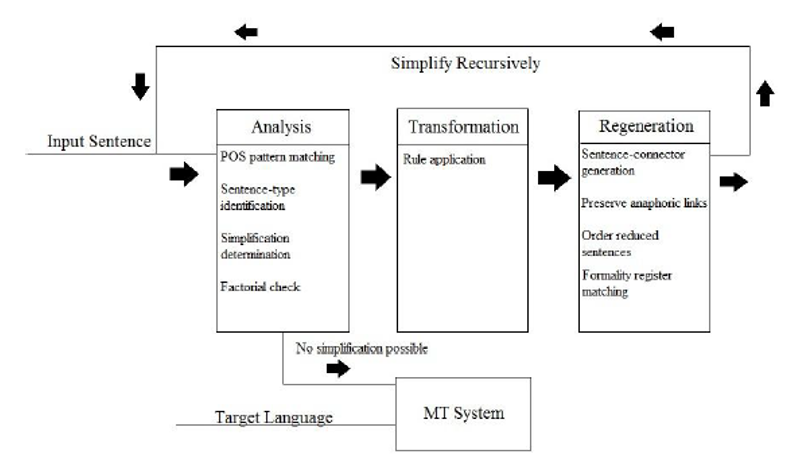 Simplify Recursively
Input Sentence
Analysis
POS pattern matching
Sentence-type
identification
Simplification
determination
Factorial check
Transformation
Rule application
Regeneration
Sentence-connector
generation
Preserve anaphoric links
Order reduced
sentences
Formality register
matching
No simplification possible
Target Language
MT System